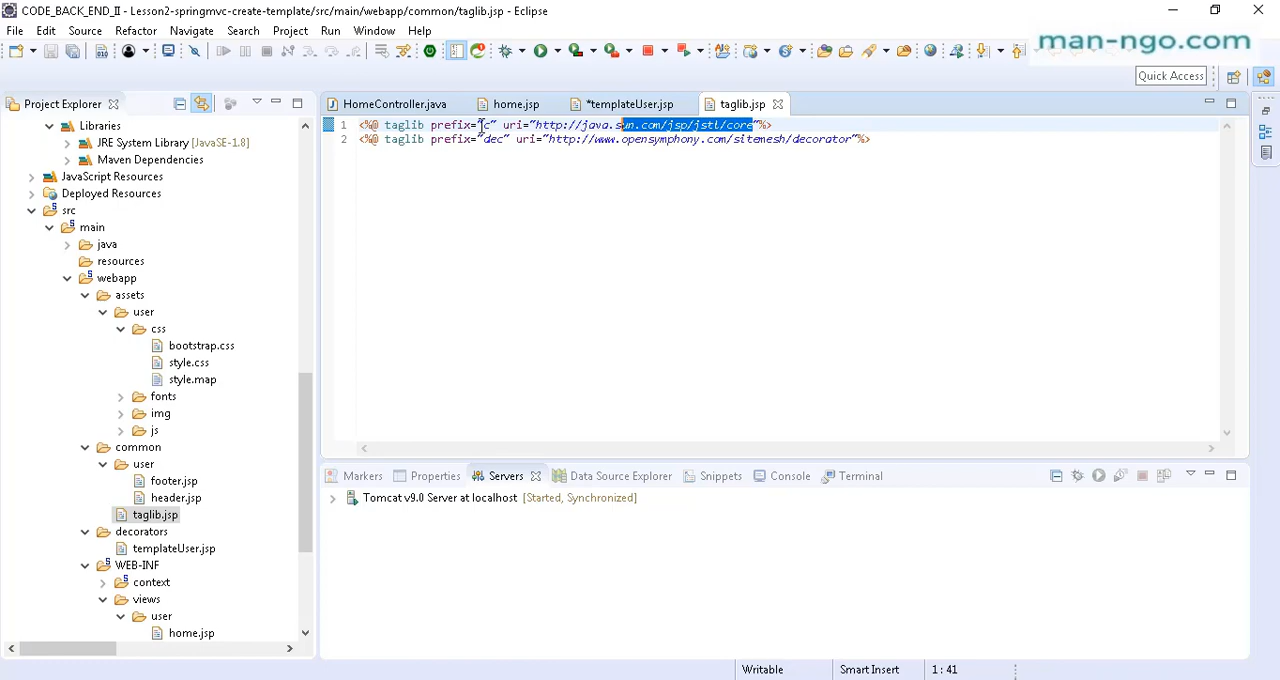 CODE_BACK_END_II - Lesson2-springmvc-create-template/src/main/webapp/common/taglib.jsp - Eclipse
File Edit Source Refactor Navigate Search Project Run Window Help
man-ngo.com
Quick Access
Project Explorer
HomeController.java home.jsp *templateUser.jsp taglib.jsp
1 <%@ taglib prefix="c" uri="http://java.sun.com/jsp/jstl/core"%>
2 <%@ taglib prefix="dec" uri="http://www.opensymphony.com/sitemesh/decorator"%>
Libraries
JRE System Library [JavaSE-1.8]
Maven Dependencies
JavaScript Resources
Deployed Resources
src
main
java
resources
webapp
assets
user
css
bootstrap.css
style.css
style.map
fonts
img
js
common
user
footer.jsp
header.jsp
taglib.jsp
decorators
templateUser.jsp
WEB-INF
context
views
user
home.jsp
Markers Properties Servers Data Source Explorer Snippets Console Terminal
Tomcat v9.0 Server at localhost [Started, Synchronized]
Writable Smart Insert 1 : 41